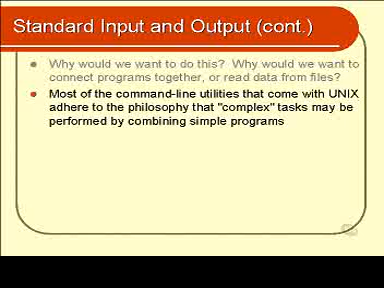 Standard Input and Output (cont.)
Why would we want to do this? Why would we want to
connect programs together, or read data from files?
Most of the command-line utilities that come with UNIX
adhere to the philosophy that "complex" tasks may be
performed by combining simple programs